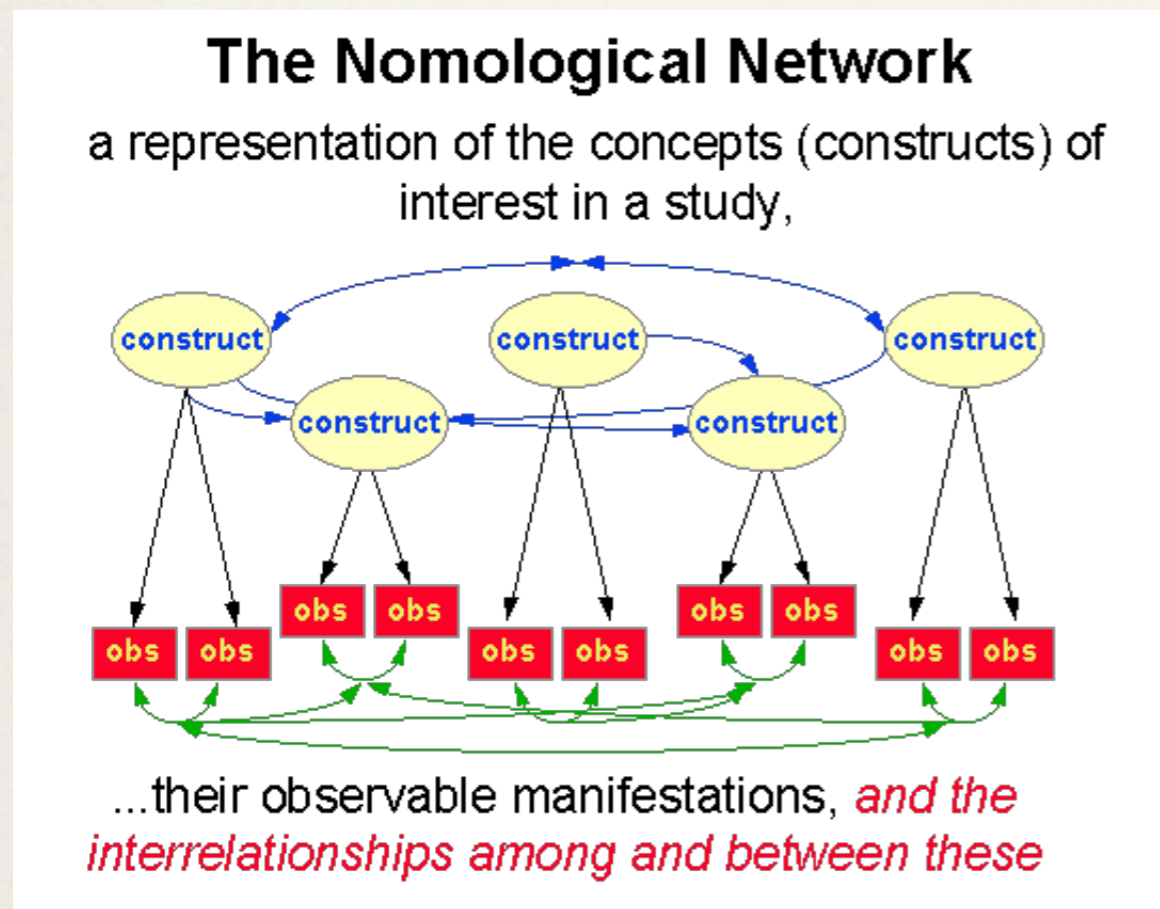 The Nomological Network
a representation of the concepts (constructs) of
interest in a study,
construct construct construct
construct construct
obs obs obs obs
obs obs obs obs obs obs
...their observable manifestations, and the
interrelationships among and between these